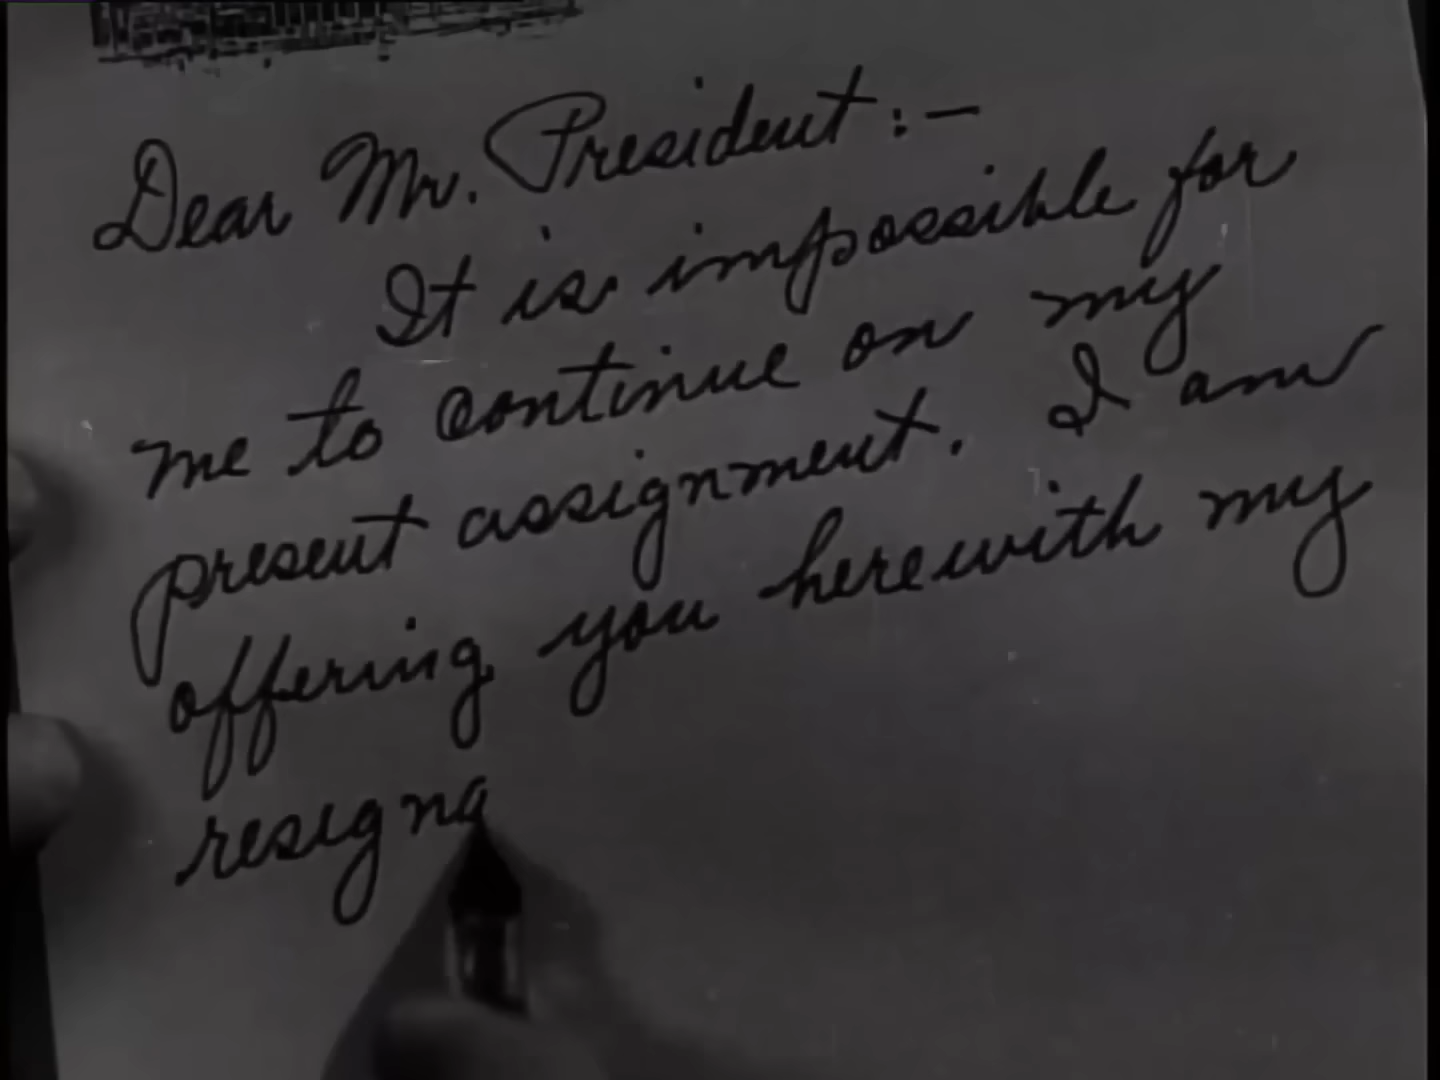 Dear Mr. President:—
It is impossible for
me to continue on my
present assignment. I am
offering you herewith my
resigna